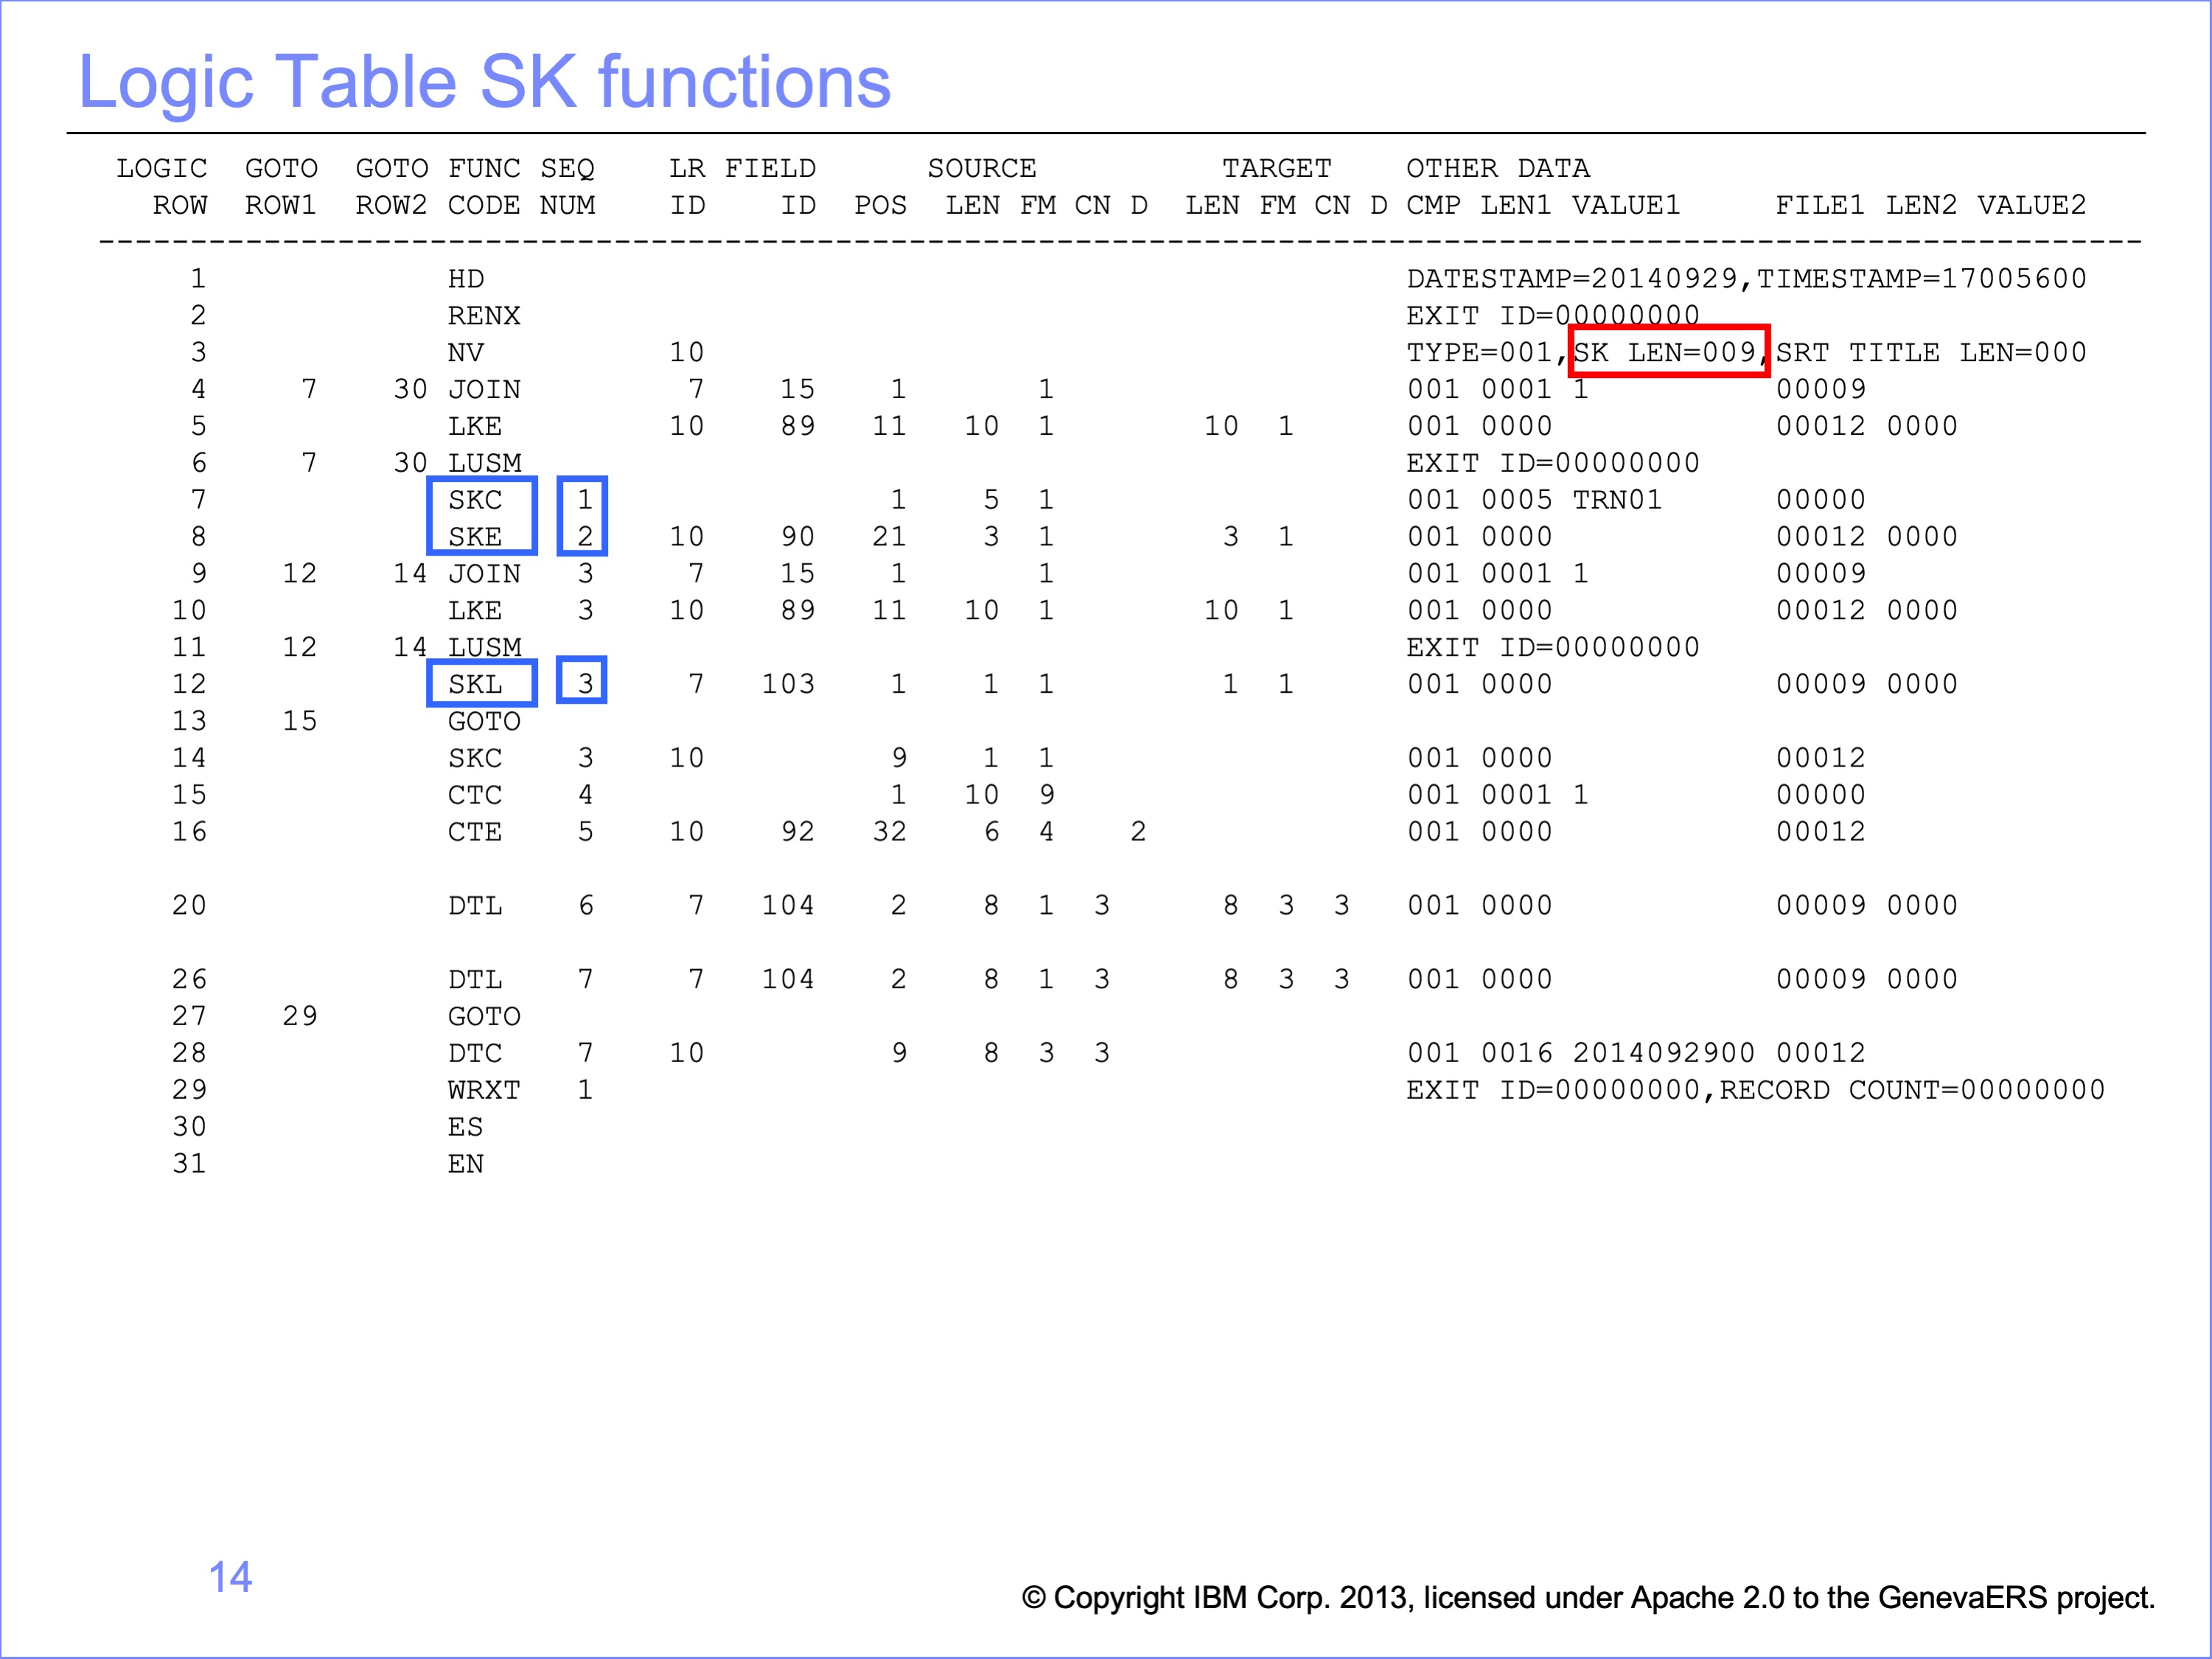 Logic Table SK functions
LOGIC GOTO GOTO FUNC SEQ LR FIELD SOURCE TARGET OTHER DATA
ROW ROW1 ROW2 CODE NUM ID ID POS LEN FM CN D LEN FM CN D CMP LEN1 VALUE1 FILE1 LEN2 VALUE2
---------------------------------------------------------------------------------------------------------------
1 HD DATESTAMP=20140929,TIMESTAMP=17005600
2 RENX EXIT ID=00000000
3 NV 10 TYPE=001,SK LEN=009,SRT TITLE LEN=000
4 7 30 JOIN 7 15 1 1 001 0001 1 00009
5 LKE 10 89 11 10 1 10 1 001 0000 00012 0000
6 7 30 LUSM EXIT ID=00000000
7 SKC 1 1 5 1 001 0005 TRN01 00000
8 SKE 2 10 90 21 3 1 3 1 001 0000 00012 0000
9 12 14 JOIN 3 7 15 1 1 001 0001 1 00009
10 LKE 3 10 89 11 10 1 10 1 001 0000 00012 0000
11 12 14 LUSM EXIT ID=00000000
12 SKL 3 7 103 1 1 1 1 1 001 0000 00009 0000
13 15 GOTO
14 SKC 3 10 9 1 1 001 0000 00012
15 CTC 4 1 10 9 001 0001 1 00000
16 CTE 5 10 92 32 6 4 2 001 0000 00012
20 DTL 6 7 104 2 8 1 3 8 3 3 001 0000 00009 0000
26 DTL 7 7 104 2 8 1 3 8 3 3 001 0000 00009 0000
27 29 GOTO
28 DTC 7 10 9 8 3 3 001 0016 2014092900 00012
29 WRXT 1 EXIT ID=00000000,RECORD COUNT=00000000
30 ES
31 EN
14
© Copyright IBM Corp. 2013, licensed under Apache 2.0 to the GenevaERS project.